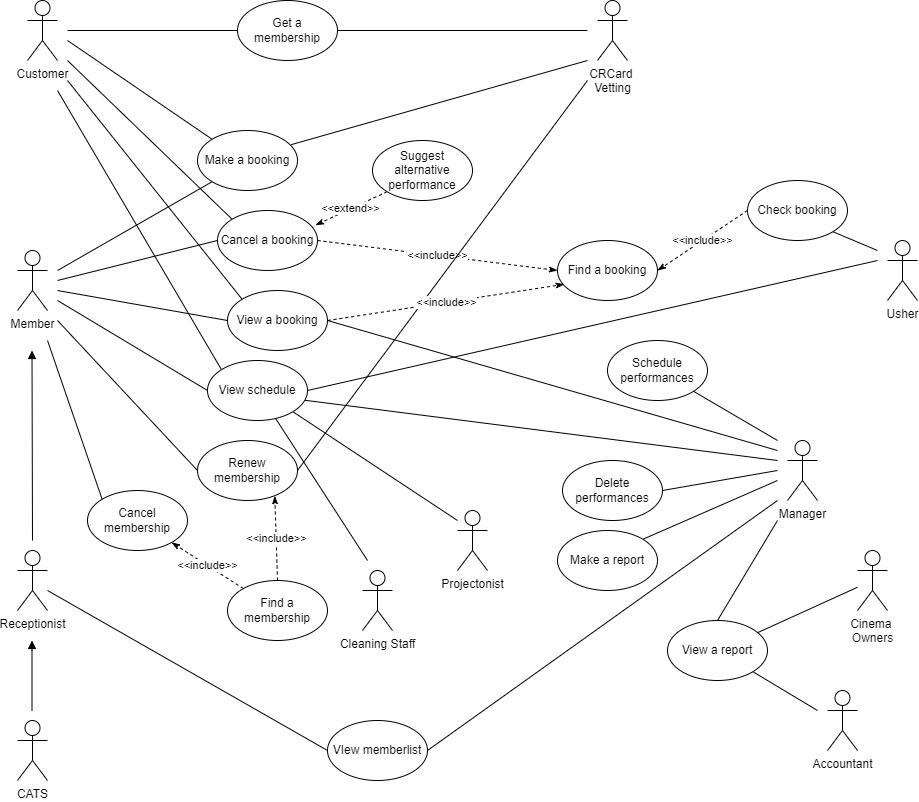 Get a
membership
Customer
CRCard
Vetting
Make a booking
Suggest
alternative
performance
<<extend>>
Check booking
Cancel a booking
<<include>>
<<include>>
Find a booking
Member
<<include>>
Usher
View a booking
Schedule
performances
View schedule
Renew
membership
Delete
performances
Manager
Cancel
membership
<<include>>
Make a report
<<include>>
Projectonist
Find a
membership
Receptionist
Cinema
Owners
Cleaning Staff
View a report
VIew memberlist
Accountant
CATS